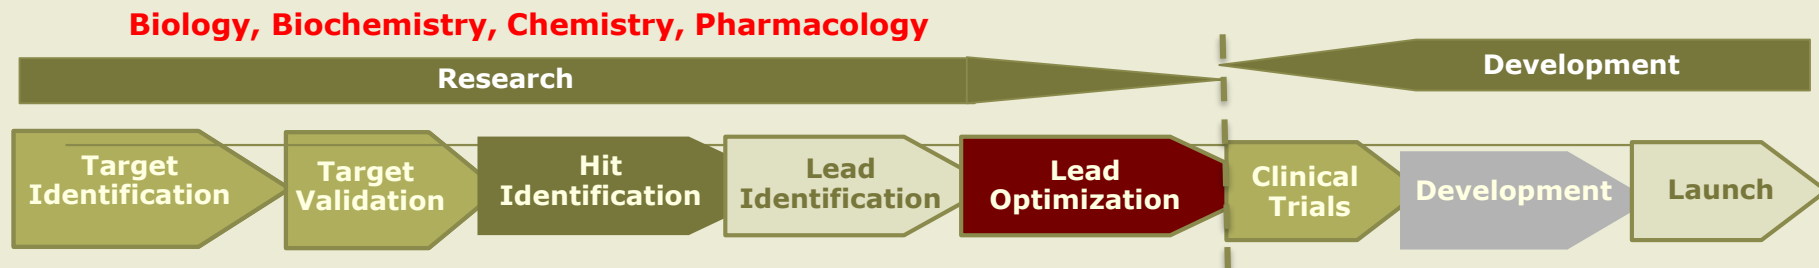 Biology, Biochemistry, Chemistry, Pharmacology
Research
Development
Target
Identification
Target
Validation
Hit
Identification
Lead
Identification
Lead
Optimization
Clinical
Trials
Development
Launch